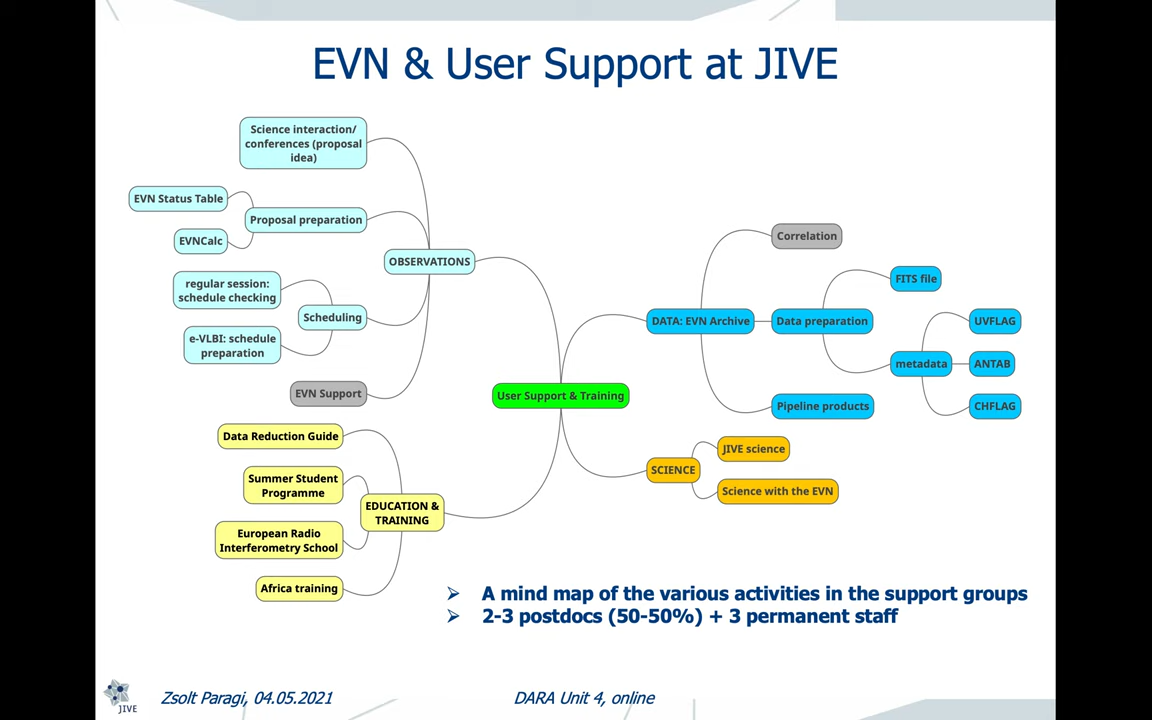 EVN & User Support at JIVE
Science interaction/
conferences (proposal
idea)
EVN Status Table
Proposal preparation
EVNCalc
OBSERVATIONS
regular session:
schedule checking
Scheduling
e-VLBI: schedule
preparation
EVN Support
User Support & Training
Data Reduction Guide
Summer Student
Programme
EDUCATION &
TRAINING
European Radio
Interferometry School
Africa training
Correlation
FITS file
DATA: EVN Archive
Data preparation
UVFLAG
metadata
ANTAB
CHFLAG
Pipeline products
JIVE science
SCIENCE
Science with the EVN
A mind map of the various activities in the support groups
2-3 postdocs (50-50%) + 3 permanent staff
JIVE
Zsolt Paragi, 04.05.2021
DARA Unit 4, online